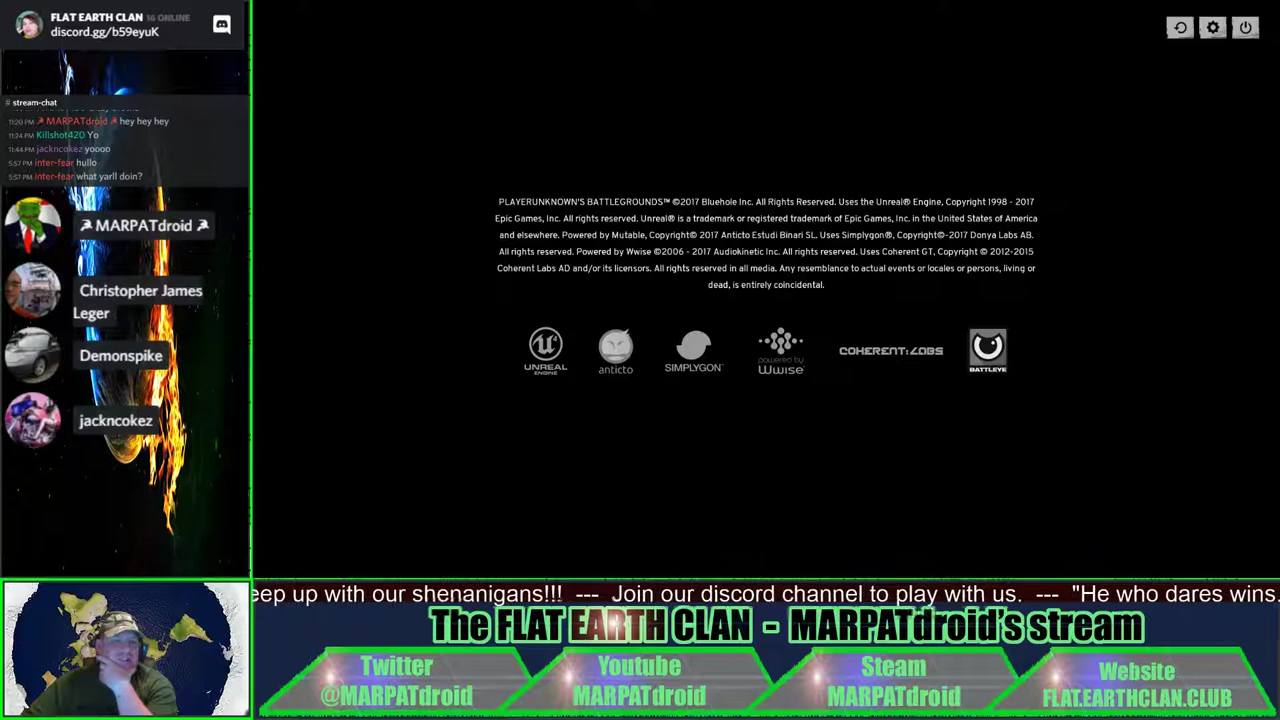 FLAT EARTH CLAN 16 ONLINE
discord.gg/b59eyuK
# stream-chat
11:20 PM MARPATdroid hey hey hey
11:24 PM Killshot420 Yo
11:44 PM jackncokez yoooo
5:57 PM inter-fear hullo
5:57 PM inter-fear what yarll doin?
☭ MARPATdroid ☭
Christopher James
Leger
Demonspike
jackncokez
PLAYERUNKNOWN'S BATTLEGROUNDS™ ©2017 Bluehole Inc. All Rights Reserved. Uses the Unreal® Engine, Copyright 1998 - 2017
Epic Games, Inc. All rights reserved. Unreal® is a trademark or registered trademark of Epic Games, Inc. in the United States of America
and elsewhere. Powered by Mutable, Copyright© 2017 Anticto Estudi Binari SL. Uses Simplygon®, Copyright©-2017 Donya Labs AB.
All rights reserved. Powered by Wwise ©2006 - 2017 Audiokinetic Inc. All rights reserved. Uses Coherent GT, Copyright © 2012-2015
Coherent Labs AD and/or its licensors. All rights reserved in all media. Any resemblance to actual events or locales or persons, living or
dead, is entirely coincidental.
UNREAL
ENGINE
anticto
SIMPLYGON
powered by
Wwise
COHERENT:LABS
BATTLEYE
eep up with our shenanigans!!! --- Join our discord channel to play with us. --- "He who dares wins.
The FLAT EARTH CLAN - MARPATdroid's stream
Twitter
@MARPATdroid
Youtube
MARPATdroid
Steam
MARPATdroid
Website
FLAT.EARTHCLAN.CLUB